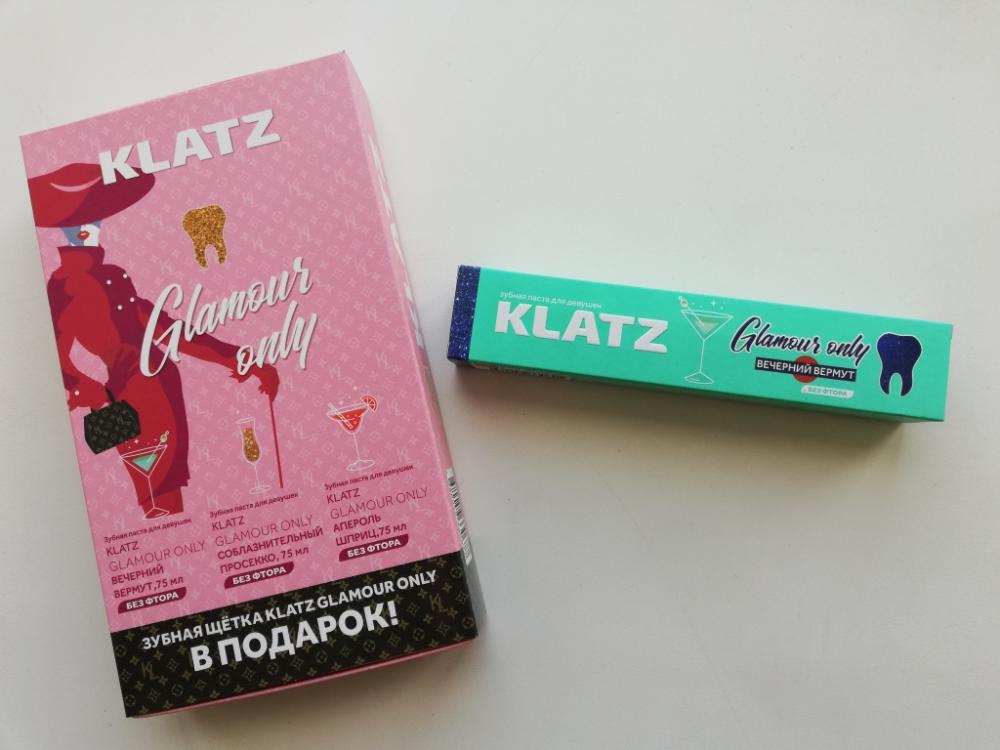 KLATZ
Glamour
only
Зубная паста для девушек
KLATZ
GLAMOUR ONLY
ВЕЧЕРНИЙ
ВЕРМУТ, 75 мл
БЕЗ ФТОРА
Зубная паста для девушек
KLATZ
GLAMOUR ONLY
СОБЛАЗНИТЕЛЬНЫЙ
ПРОСЕККО, 75 мл
БЕЗ ФТОРА
Зубная паста для девушек
KLATZ
GLAMOUR ONLY
АПЕРОЛЬ
ШПРИЦ, 75 мл
БЕЗ ФТОРА
ЗУБНАЯ ЩЁТКА KLATZ GLAMOUR ONLY
В ПОДАРОК!
зубная паста для девушек
KLATZ
Glamour only
ВЕЧЕРНИЙ ВЕРМУТ
БЕЗ ФТОРА